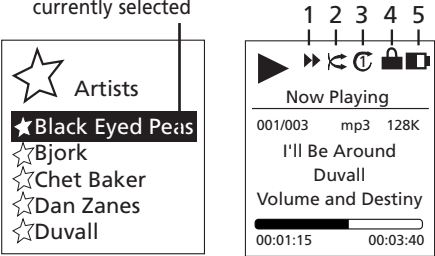 currently selected
Artists
Black Eyed Peas
Bjork
Chet Baker
Dan Zanes
Duvall
1 2 3 4 5
1
Now Playing
001/003 mp3 128K
I'll Be Around
Duvall
Volume and Destiny
00:01:15 00:03:40